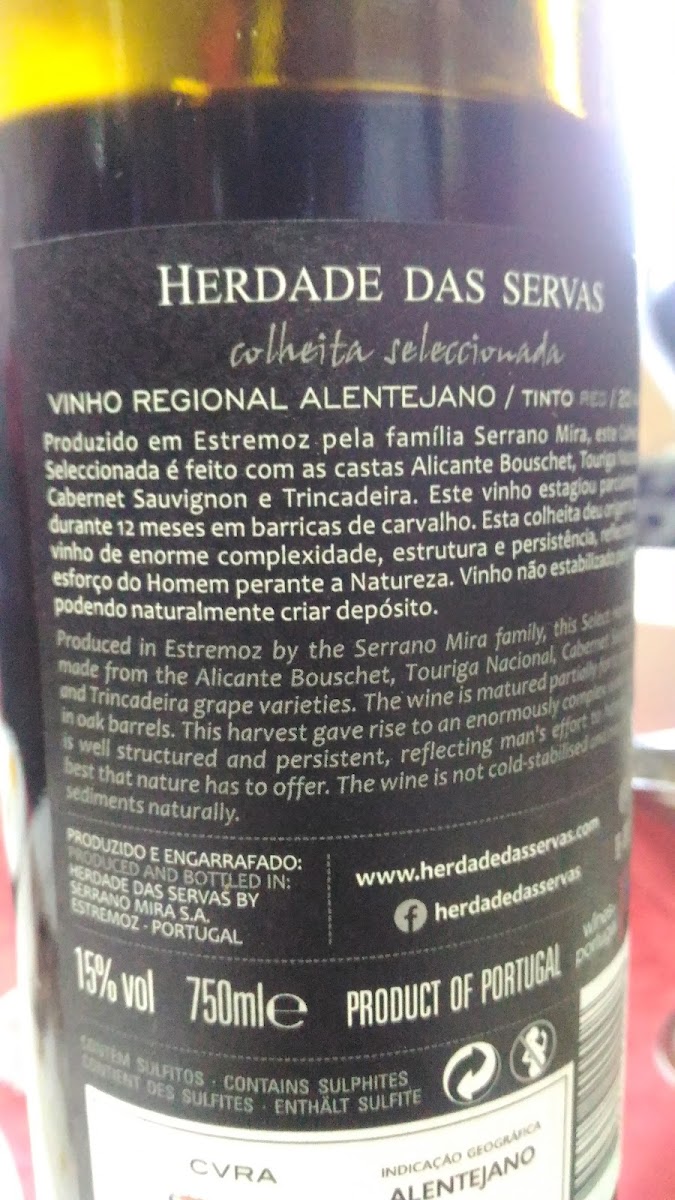 HERDADE DAS SERVAS
colheita seleccionada
VINHO REGIONAL ALENTEJANO / TINTO RED /
Produzido em Estremoz pela família Serrano Mira, este
Seleccionada é feito com as castas Alicante Bouschet, Touriga
Cabernet Sauvignon e Trincadeira. Este vinho estagiou
durante 12 meses em barricas de carvalho. Esta colheita deu
vinho de enorme complexidade, estrutura e persistência,
esforço do Homem perante a Natureza. Vinho não estabilizado
podendo naturalmente criar depósito.
Produced in Estremoz by the Serrano Mira family, this Select
made from the Alicante Bouschet, Touriga Nacional, Cabernet
and Trincadeira grape varieties. The wine is matured partially
in oak barrels. This harvest gave rise to an enormously complex
is well structured and persistent, reflecting man's effort to
best that nature has to offer. The wine is not cold-stabilised and
sediments naturally.
PRODUZIDO E ENGARRAFADO:
PRODUCED AND BOTTLED IN:
HERDADE DAS SERVAS BY
SERRANO MIRA S.A.
ESTREMOZ - PORTUGAL
www.herdadedasservas.com
f herdadedasservas
wines
portugal
15% vol 750ml e PRODUCT OF PORTUGAL
CONTÉM SULFITOS · CONTAINS SULPHITES
CONTIENT DES SULFITES · ENTHÄLT SULFITE
CVRA
INDICAÇÃO GEOGRÁFICA
ALENTEJANO